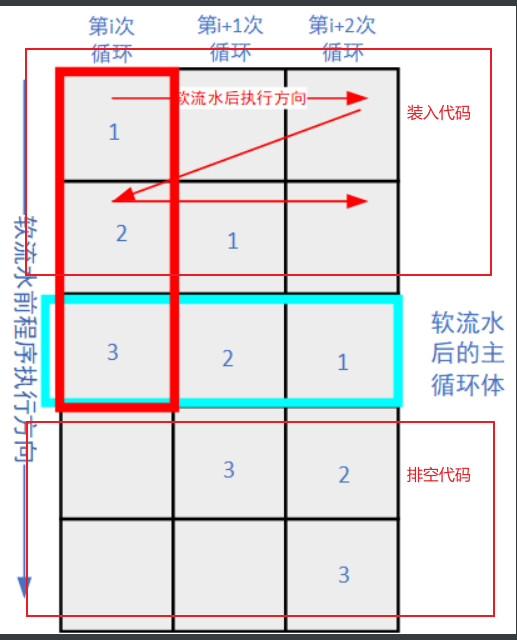 第i次
循环
第i+1次
循环
第i+2次
循环
软流水后执行方向
装入代码
1
2
1
软流水前程序执行方向
3
2
1
软流水
后的主
循环体
3
2
排空代码
3